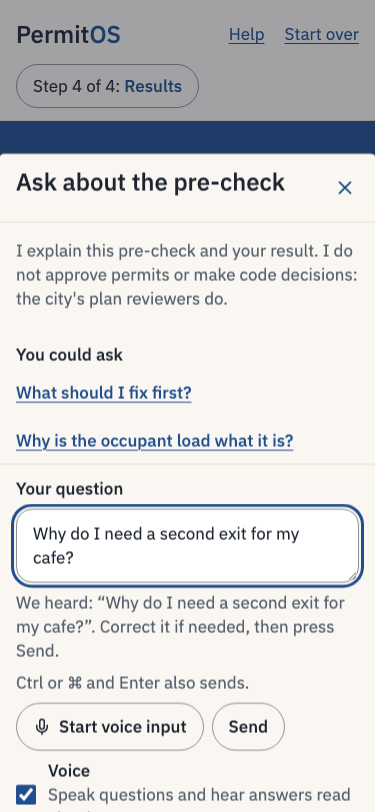 PermitOS
Help Start over
Step 4 of 4: Results
Ask about the pre-check
I explain this pre-check and your result. I do
not approve permits or make code decisions:
the city's plan reviewers do.
You could ask
What should I fix first?
Why is the occupant load what it is?
Your question
Why do I need a second exit for my
cafe?
We heard: “Why do I need a second exit for
my cafe?”. Correct it if needed, then press
Send.
Ctrl or ⌘ and Enter also sends.
Start voice input Send
Voice
Speak questions and hear answers read